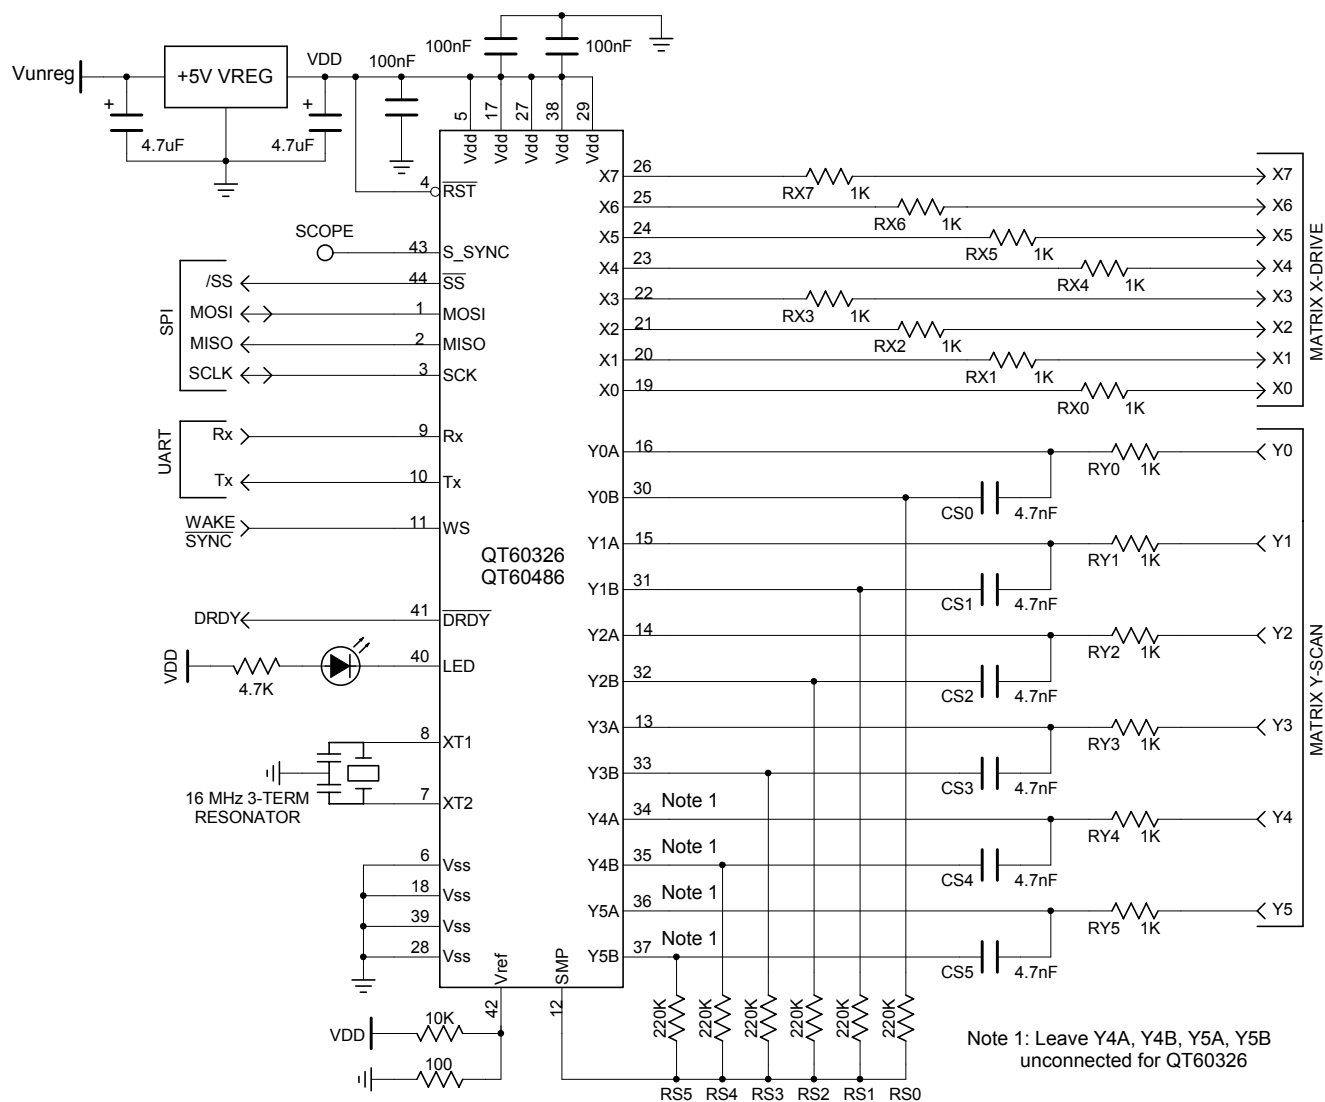 100nF
100nF
Vunreg
+5V VREG
VDD
100nF
+
4.7uF
+
4.7uF
5
17
27
38
29
Vdd
Vdd
Vdd
Vdd
Vdd
4
RST
SCOPE
43
S_SYNC
SPI
/SS
44
SS
MOSI
1
MOSI
MISO
2
MISO
SCLK
3
SCK
UART
Rx
9
Rx
Tx
10
Tx
WAKE
SYNC
11
WS
QT60326
QT60486
DRDY
41
DRDY
VDD
4.7K
40
LED
8
XT1
16 MHz 3-TERM
RESONATOR
7
XT2
6
Vss
18
Vss
39
Vss
28
Vss
Vref
42
SMP
12
VDD
10K
100
X7
26
RX7
1K
X7
X6
25
RX6
1K
X6
X5
24
RX5
1K
X5
X4
23
RX4
1K
X4
X3
22
RX3
1K
X3
X2
21
RX2
1K
X2
X1
20
RX1
1K
X1
X0
19
RX0
1K
X0
MATRIX X-DRIVE
Y0A
16
RY0
1K
Y0
Y0B
30
CS0
4.7nF
Y1A
15
RY1
1K
Y1
Y1B
31
CS1
4.7nF
Y2A
14
RY2
1K
Y2
Y2B
32
CS2
4.7nF
Y3A
13
RY3
1K
Y3
Y3B
33
CS3
4.7nF
Y4A
34
Note 1
RY4
1K
Y4
Y4B
35
Note 1
CS4
4.7nF
Y5A
36
Note 1
RY5
1K
Y5
Y5B
37
Note 1
CS5
4.7nF
MATRIX Y-SCAN
220K
220K
220K
220K
220K
220K
RS5
RS4
RS3
RS2
RS1
RS0
Note 1: Leave Y4A, Y4B, Y5A, Y5B
unconnected for QT60326